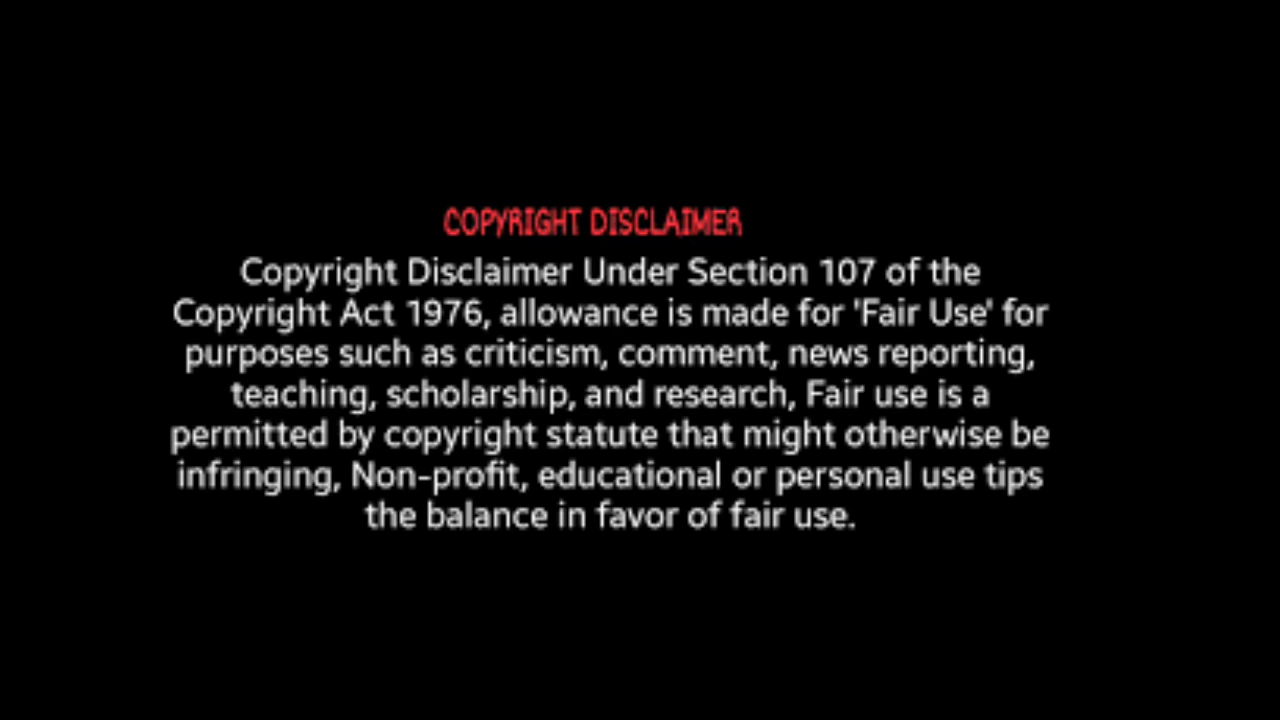 COPYRIGHT DISCLAIMER
Copyright Disclaimer Under Section 107 of the
Copyright Act 1976, allowance is made for 'Fair Use' for
purposes such as criticism, comment, news reporting,
teaching, scholarship, and research, Fair use is a
permitted by copyright statute that might otherwise be
infringing, Non-profit, educational or personal use tips
the balance in favor of fair use.